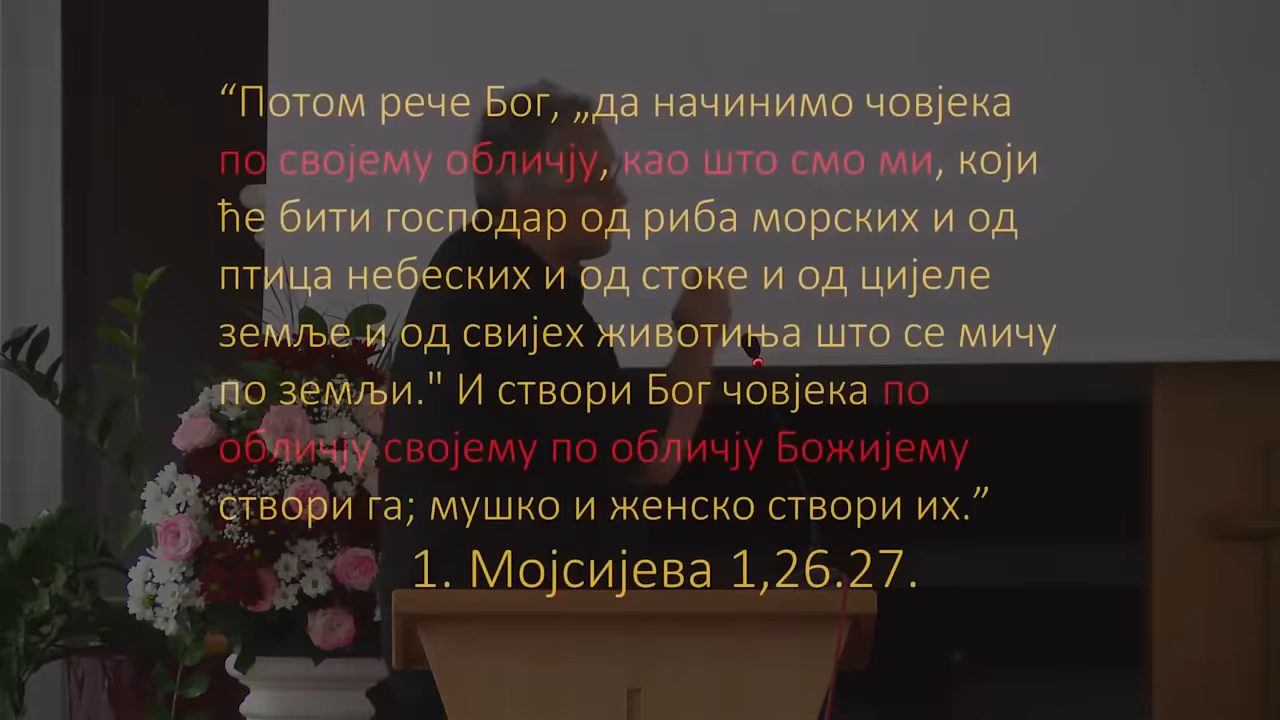 “Потом рече Бог, „да начинимо човјека
по својему обличју, као што смо ми, који
ће бити господар од риба морских и од
птица небеских и од стоке и од цијеле
земље и од свијех животиња што се мичу
по земљи." И створи Бог човјека по
обличју својему по обличју Божијему
створи га; мушко и женско створи их.”
1. Мојсијева 1,26.27.